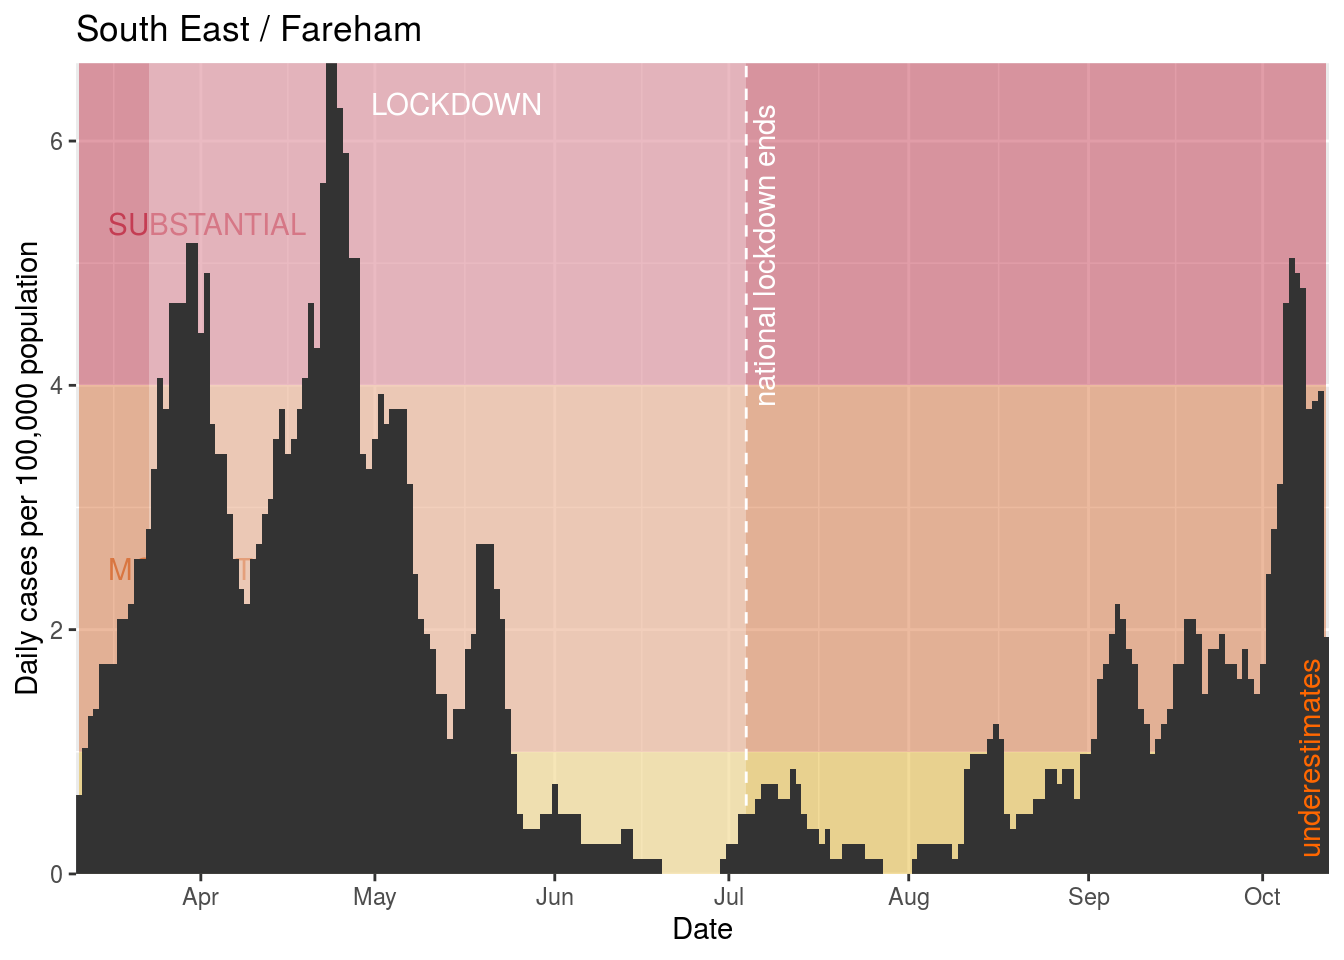 South East / Fareham
LOCKDOWN
SUBSTANTIAL
national lockdown ends
underestimates
Daily cases per 100,000 population
6
4
2
0
Apr
May
Jun
Jul
Aug
Sep
Oct
Date